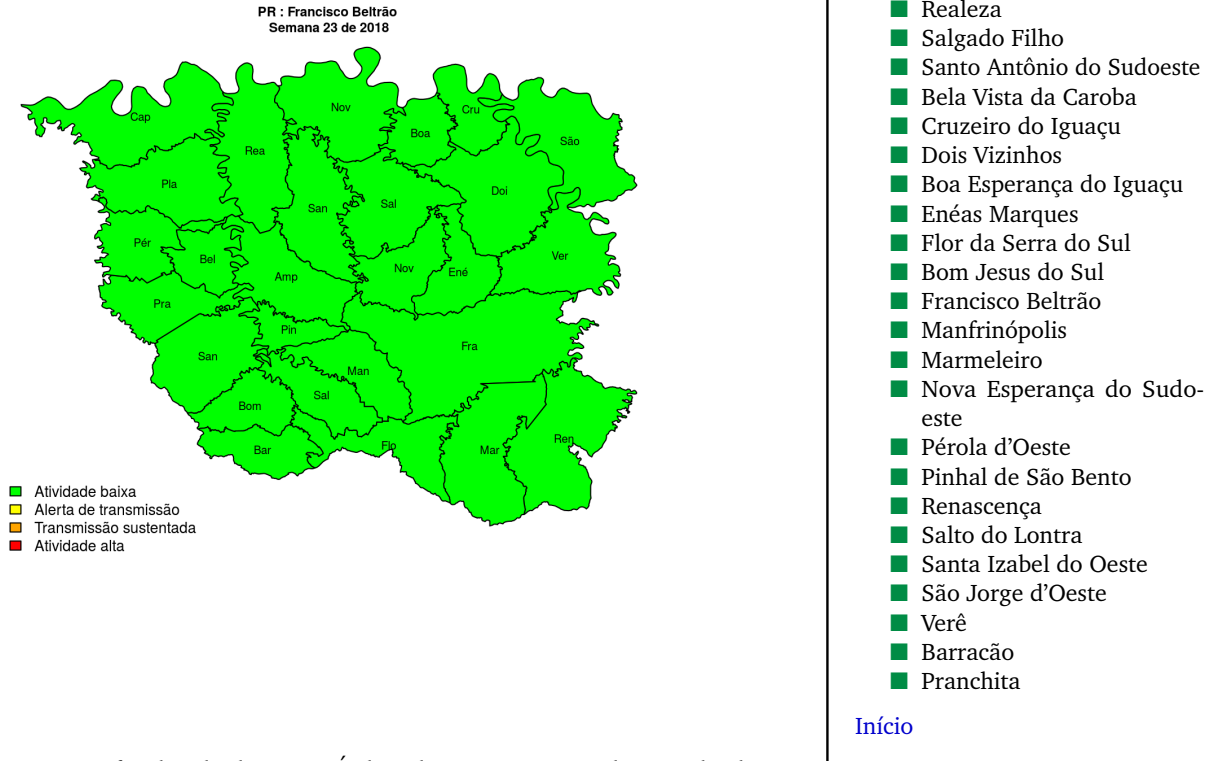 PR : Francisco Beltrão
Semana 23 de 2018
Cap
Nov
Cru
Boa
São
Rea
Pla
Doi
Sal
San
Pér
Bel
Ver
Nov
Ené
Amp
Pra
Pin
Fra
San
Man
Sal
Bom
Ren
Flo
Bar
Mar
Atividade baixa
Alerta de transmissão
Transmissão sustentada
Atividade alta
Realeza
Salgado Filho
Santo Antônio do Sudoeste
Bela Vista da Caroba
Cruzeiro do Iguaçu
Dois Vizinhos
Boa Esperança do Iguaçu
Enéas Marques
Flor da Serra do Sul
Bom Jesus do Sul
Francisco Beltrão
Manfrinópolis
Marmeleiro
Nova Esperança do Sudo-
este
Pérola d'Oeste
Pinhal de São Bento
Renascença
Salto do Lontra
Santa Izabel do Oeste
São Jorge d'Oeste
Verê
Barracão
Pranchita
Início